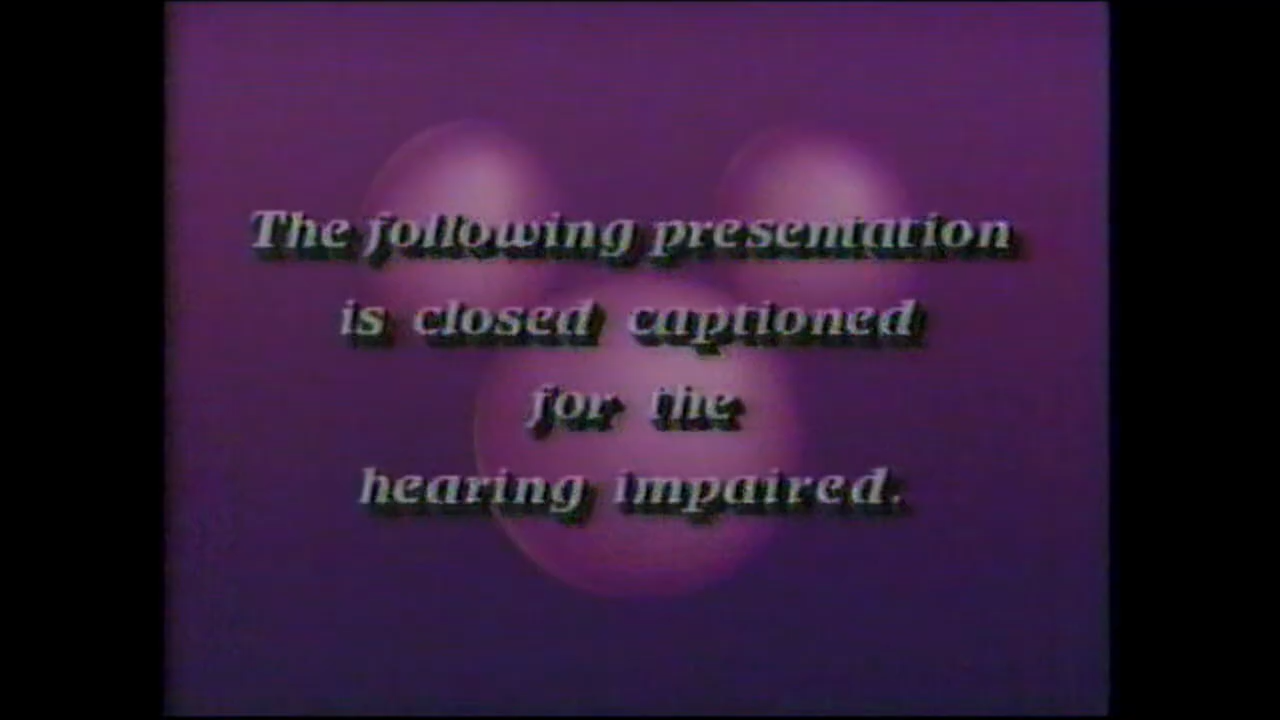 The following presentation
is closed captioned
for the
hearing impaired.